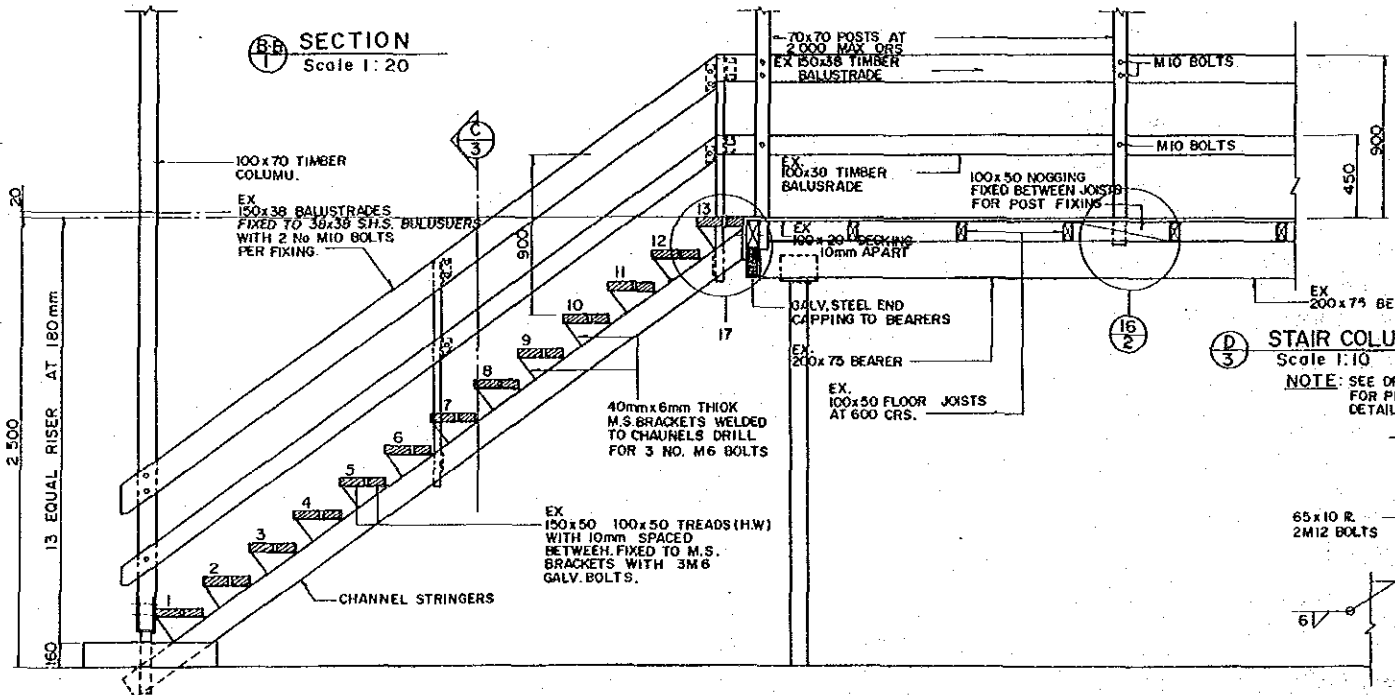 B-B
1
SECTION
Scale 1:20
70x70 POSTS AT
2000 MAX CRS
EX 150x38 TIMBER
BALUSTRADE
M10 BOLTS
C
3
100x70 TIMBER
COLUMU.
EX
150x38 BALUSTRADES
FIXED TO 38x38 S.H.S. BULUSUERS
WITH 2 No M10 BOLTS
PER FIXING.
M10 BOLTS
EX.
100x30 TIMBER
BALUSRADE
100x50 NOGGING
FIXED BETWEEN JOISTS
FOR POST FIXING
900
450
20
900
EX
100x20 DECKING
10mm APART
13
12
11
10
9
8
7
6
5
4
3
2
1
17
GALV, STEEL END
CAPPING TO BEARERS
EX.
200x75 BEARER
EX.
100x50 FLOOR JOISTS
AT 600 CRS.
16
2
EX
200x75 BE
D
3
STAIR COLU
Scale 1:10
NOTE: SEE
FOR
DETAIL
2,500
13 EQUAL RISER AT 180mm
160
40mm x 6mm THIOK
M.S. BRACKETS WELDED
TO CHAUNELS DRILL
FOR 3 NO. M6 BOLTS
EX
150x50 100x50 TREADS (H.W)
WITH 10mm SPACED
BETWEEH. FIXED TO M.S.
BRACKETS WITH 3M6
GALV. BOLTS.
CHANNEL STRINGERS
65x10 R.
2M12 BOLTS
6